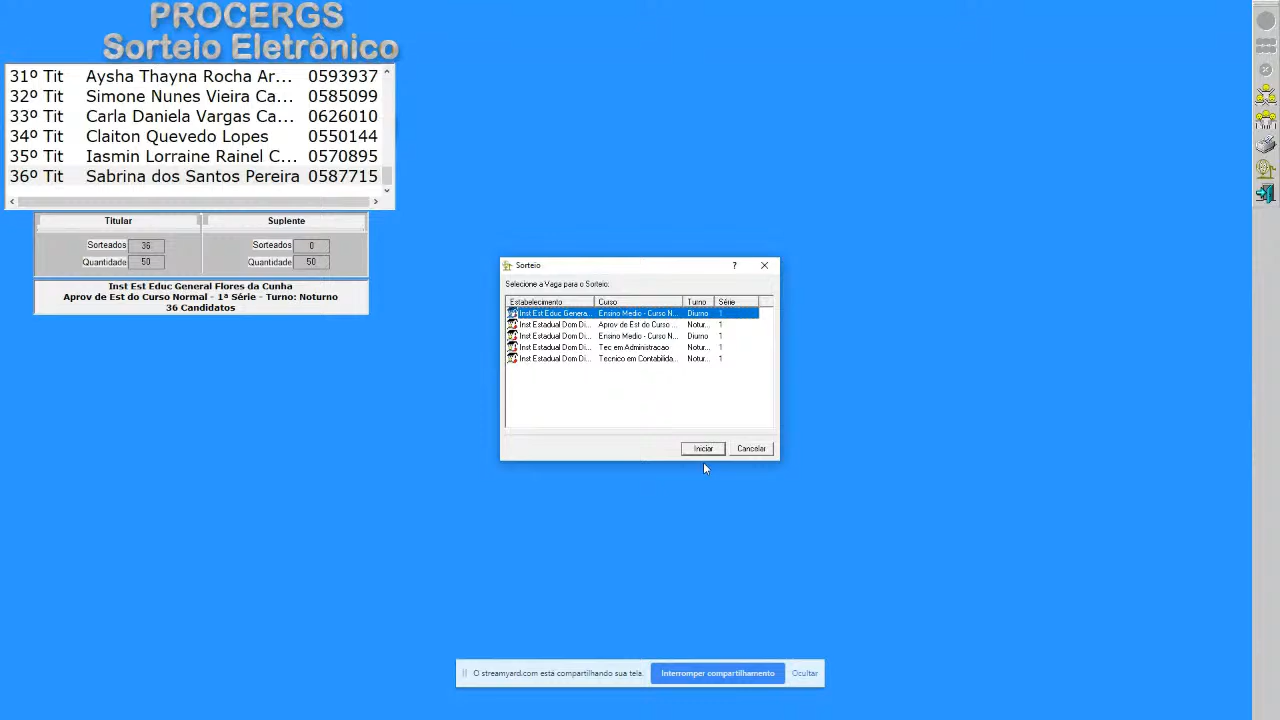 PROCERGS
Sorteio Eletrônico
31º Tit Aysha Thayna Rocha Ar... 0593937
32º Tit Simone Nunes Vieira Ca... 0585099
33º Tit Carla Daniela Vargas Ca... 0626010
34º Tit Claiton Quevedo Lopes 0550144
35º Tit Iasmin Lorraine Rainel C... 0570895
36º Tit Sabrina dos Santos Pereira 0587715
Titular Suplente
Sorteados 36 Sorteados 0
Quantidade 50 Quantidade 50
Inst Est Educ General Flores da Cunha
Aprov de Est do Curso Normal - 1ª Série - Turno: Noturno
36 Candidatos
Sorteio ?
Selecione a Vaga para o Sorteio:
Estabelecimento Curso Turno Série
Inst Est Educ Genera... Ensino Medio - Curso N... Diurno 1
Inst Estadual Dom Di... Aprov de Est do Curso ... Notur... 1
Inst Estadual Dom Di... Ensino Medio - Curso N... Diurno 1
Inst Estadual Dom Di... Tec em Administracao Notur... 1
Inst Estadual Dom Di... Tecnico em Contabilida... Notur... 1
Iniciar Cancelar
O streamyard.com está compartilhando sua tela. Interromper compartilhamento Ocultar